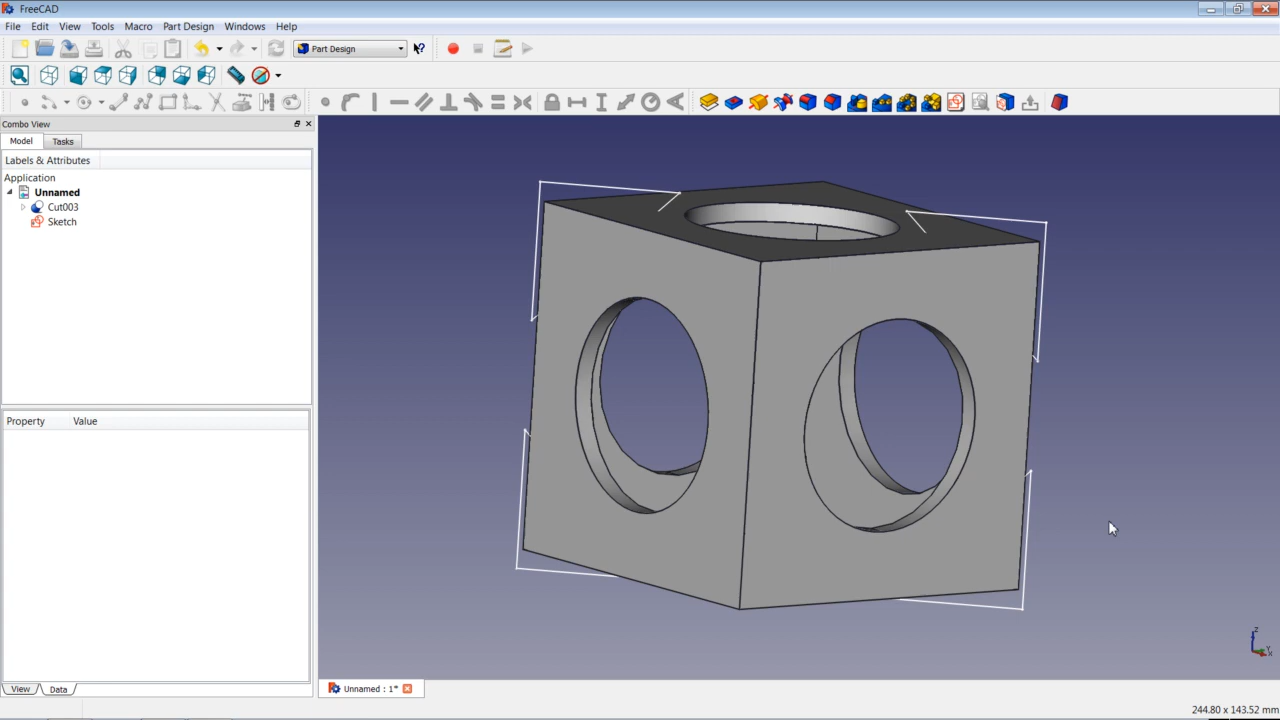 FreeCAD
File Edit View Tools Macro Part Design Windows Help
Part Design
Combo View
Model Tasks
Labels & Attributes
Application
Unnamed
Cut003
Sketch
Property Value
View Data
Unnamed : 1*
244.80 x 143.52 mm